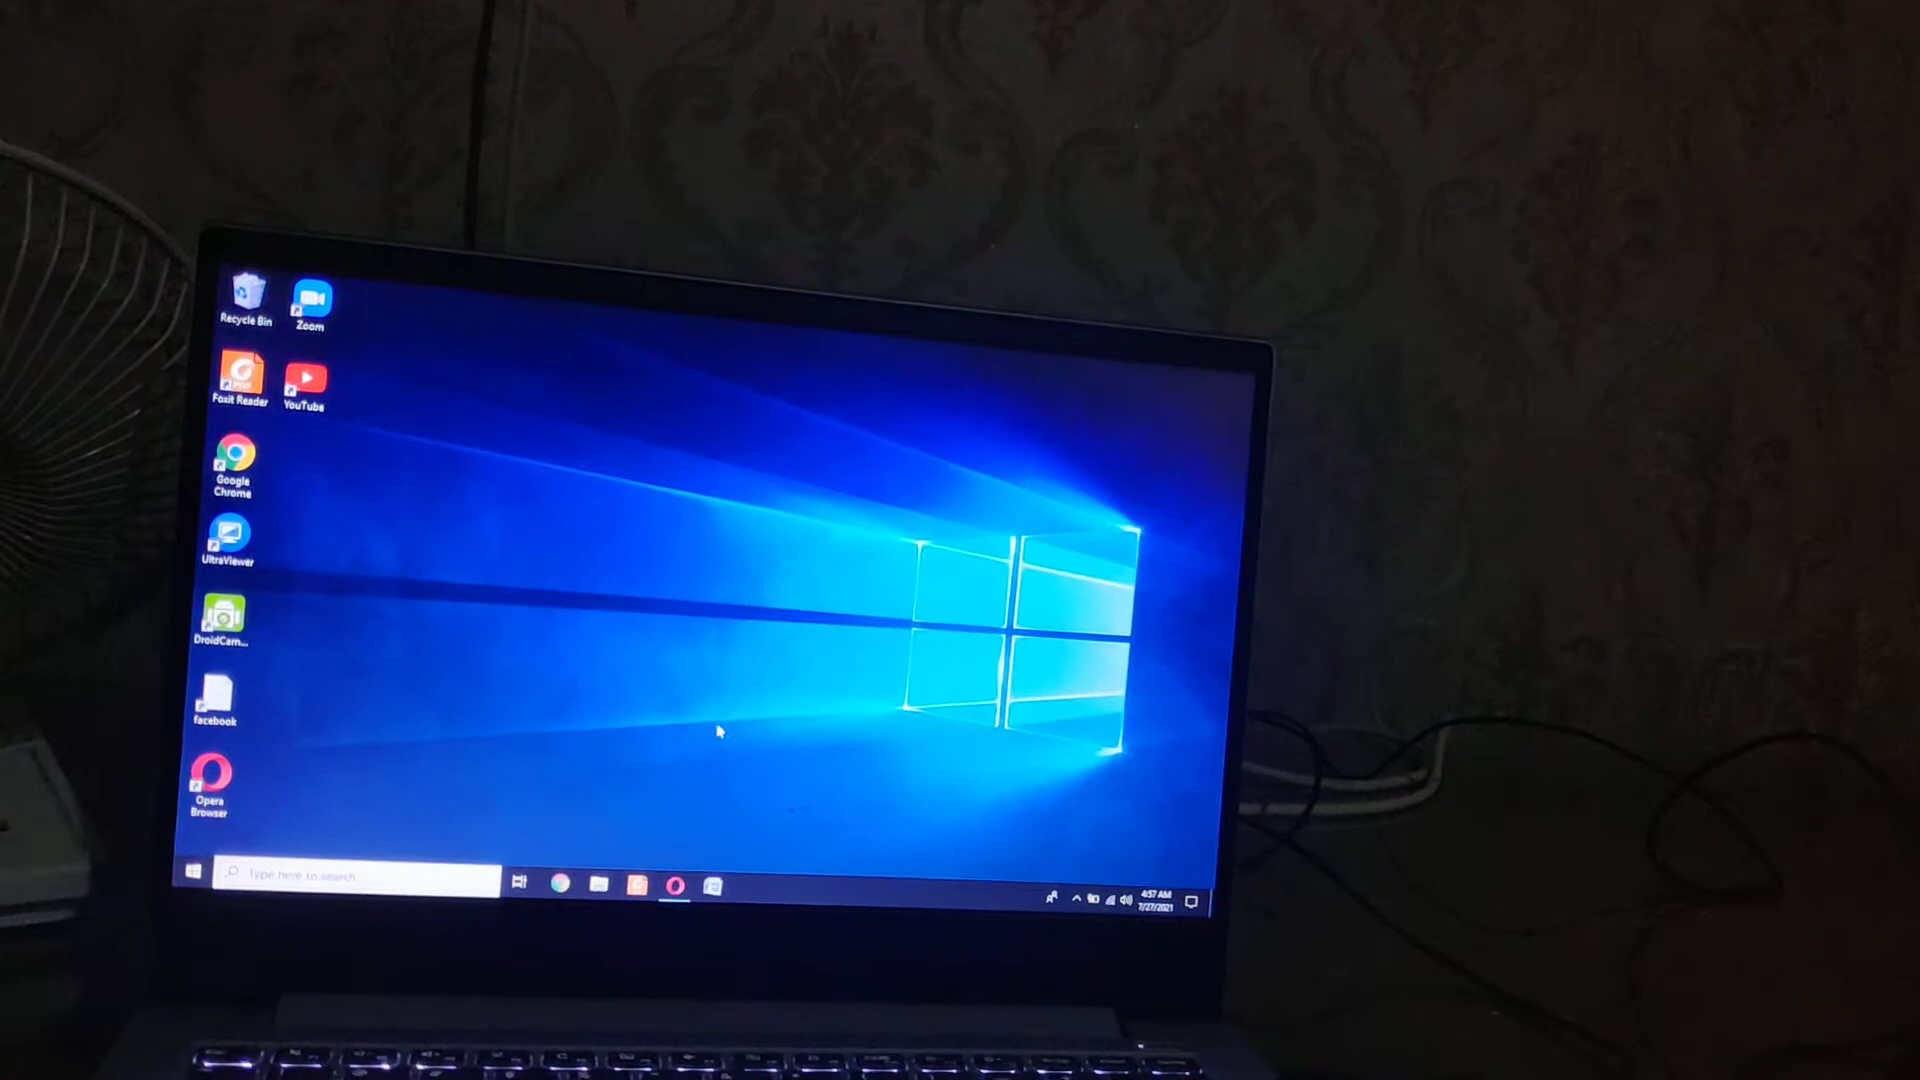 Recycle Bin
Zoom
Foxit Reader
YouTube
Google
Chrome
UltraViewer
DroidCam...
facebook
Opera
Browser
Type here to search
4:57 AM
7/27/2021